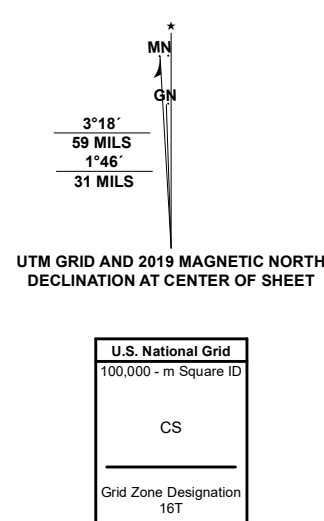 ★
MN
GN
3°18´
59 MILS
1°46´
31 MILS
UTM GRID AND 2019 MAGNETIC NORTH
DECLINATION AT CENTER OF SHEET
U.S. National Grid
100,000 - m Square ID
CS
Grid Zone Designation
16T